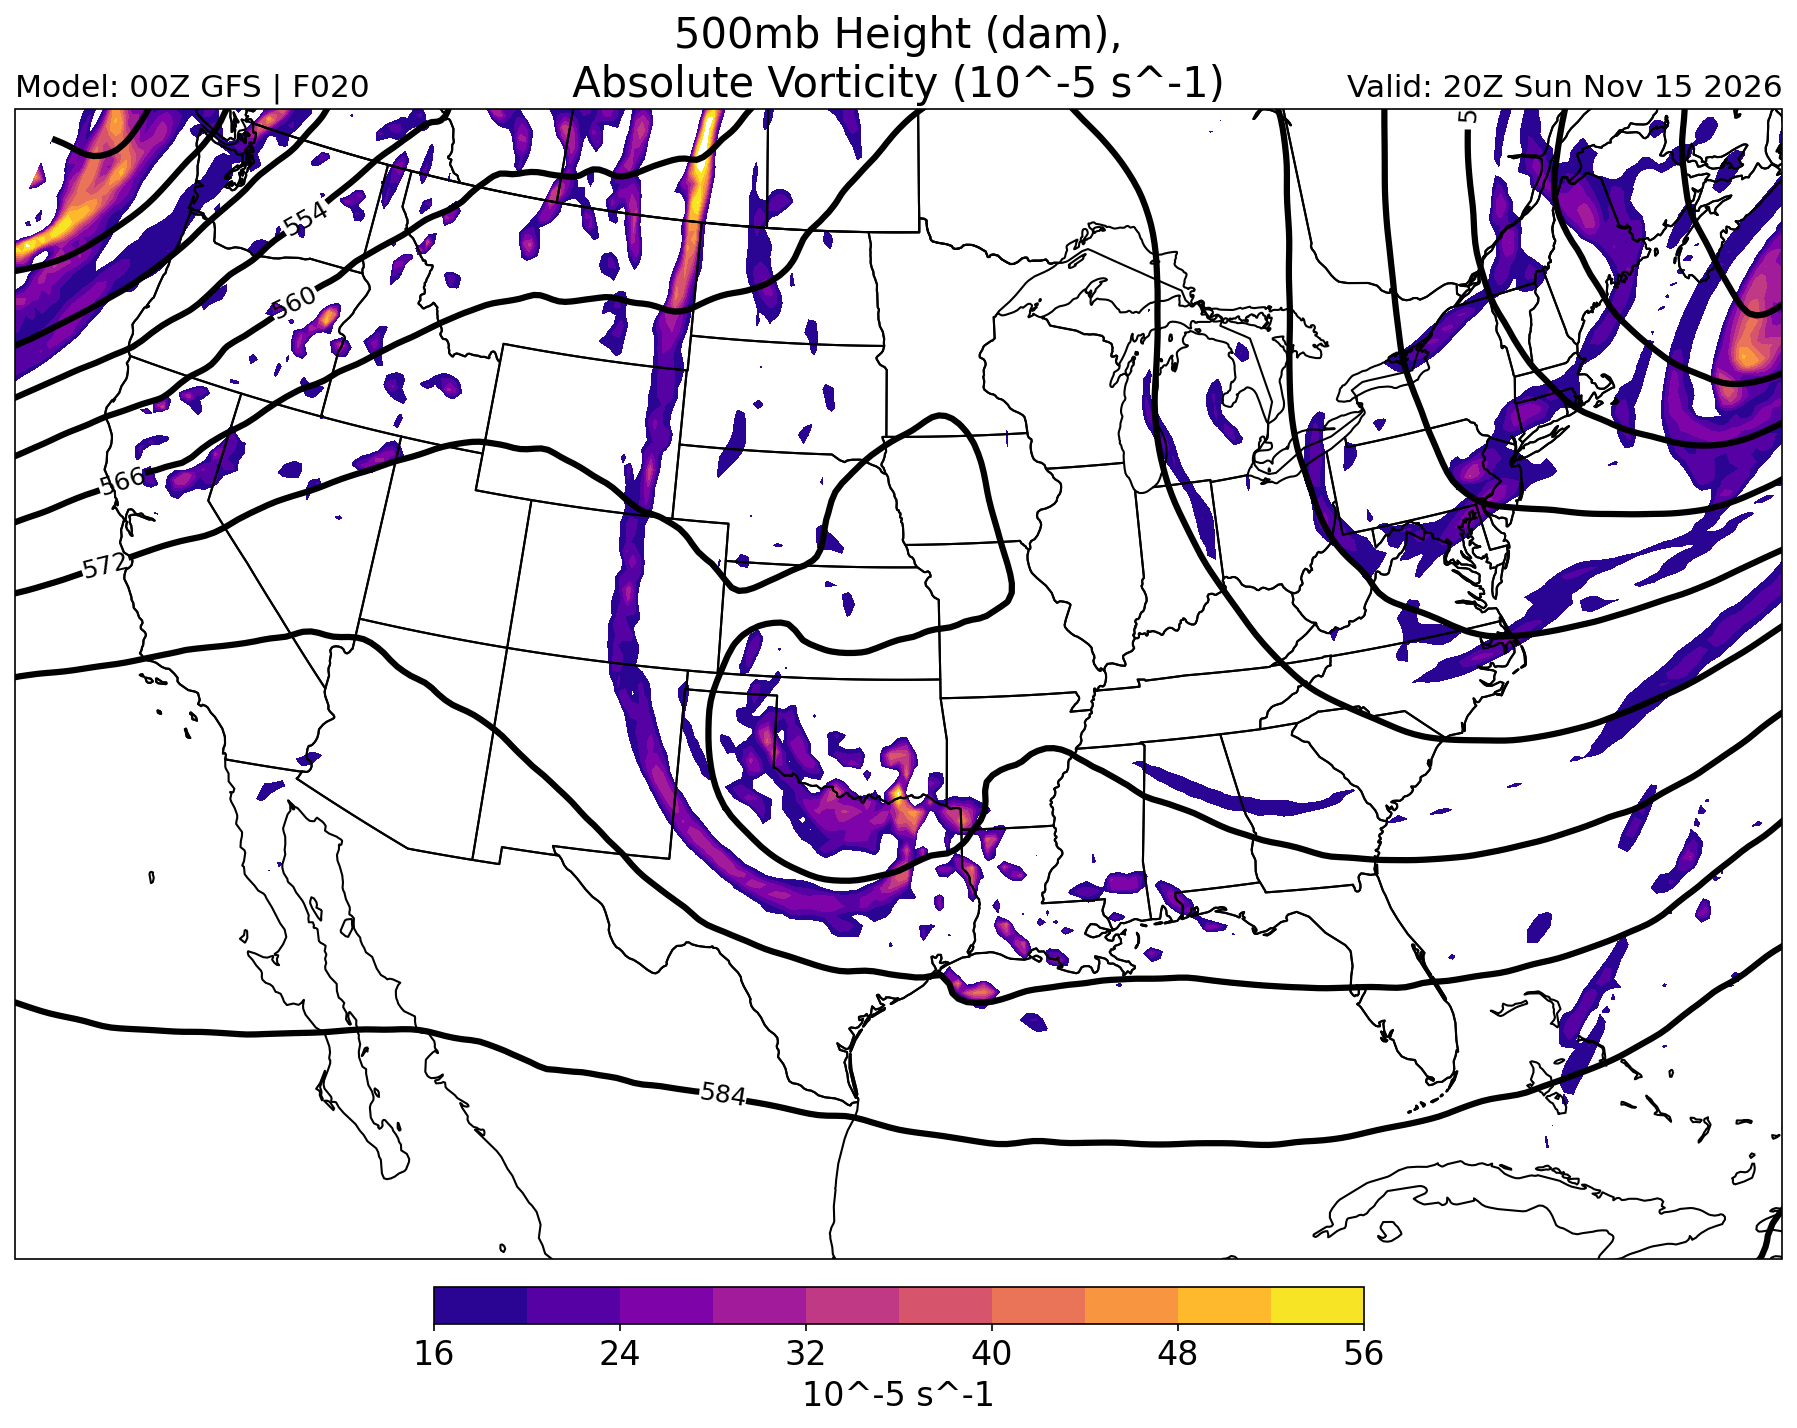 500mb Height (dam),
Absolute Vorticity (10^-5 s^-1)
Model: 00Z GFS | F020
Valid: 20Z Sun Nov 15 2026
5
554
560
566
572
584
16 24 32 40 48 56
10^-5 s^-1